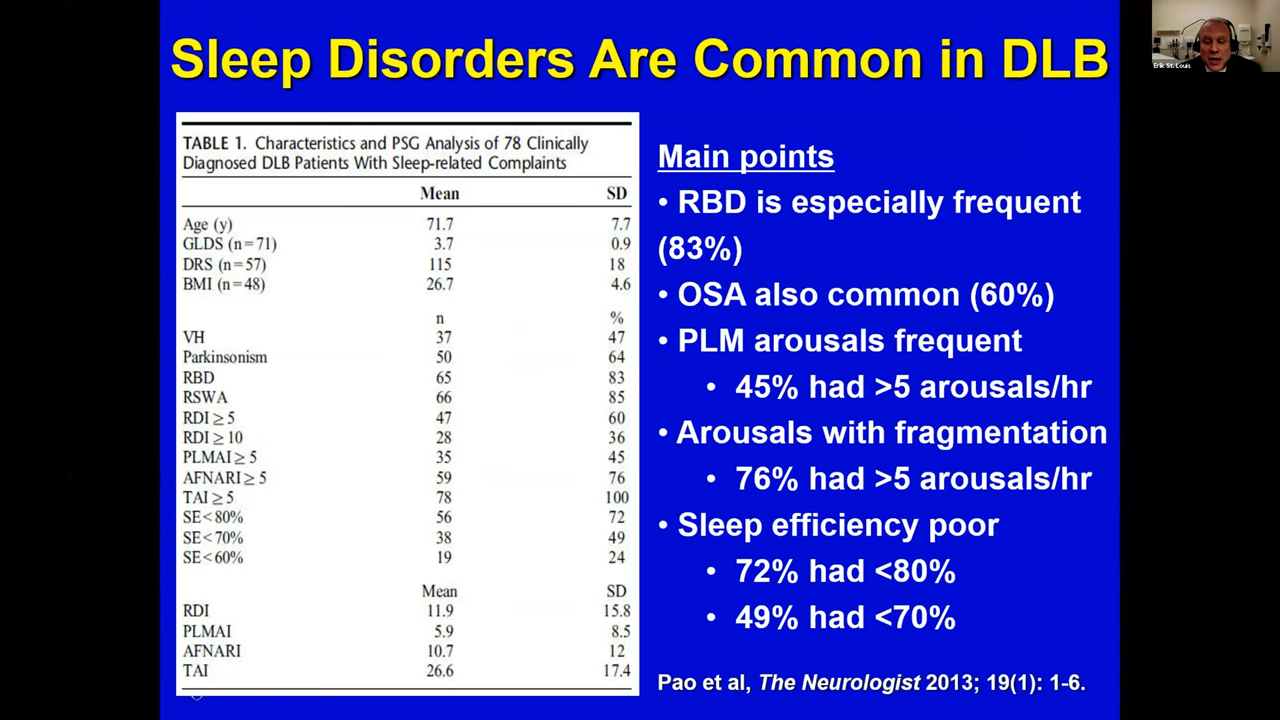 Sleep Disorders Are Common in DLB
Erik St. Louis
TABLE 1. Characteristics and PSG Analysis of 78 Clinically
Diagnosed DLB Patients With Sleep-related Complaints
Mean SD
Age (y) 71.7 7.7
GLDS (n=71) 3.7 0.9
DRS (n=57) 115 18
BMI (n=48) 26.7 4.6
n %
VH 37 47
Parkinsonism 50 64
RBD 65 83
RSWA 66 85
RDI ≥ 5 47 60
RDI ≥ 10 28 36
PLMAI ≥ 5 35 45
AFNARI ≥ 5 59 76
TAI ≥ 5 78 100
SE<80% 56 72
SE<70% 38 49
SE<60% 19 24
Mean SD
RDI 11.9 15.8
PLMAI 5.9 8.5
AFNARI 10.7 12
TAI 26.6 17.4
Main points
• RBD is especially frequent
(83%)
• OSA also common (60%)
• PLM arousals frequent
• 45% had >5 arousals/hr
• Arousals with fragmentation
• 76% had >5 arousals/hr
• Sleep efficiency poor
• 72% had <80%
• 49% had <70%
Pao et al, The Neurologist 2013; 19(1): 1-6.